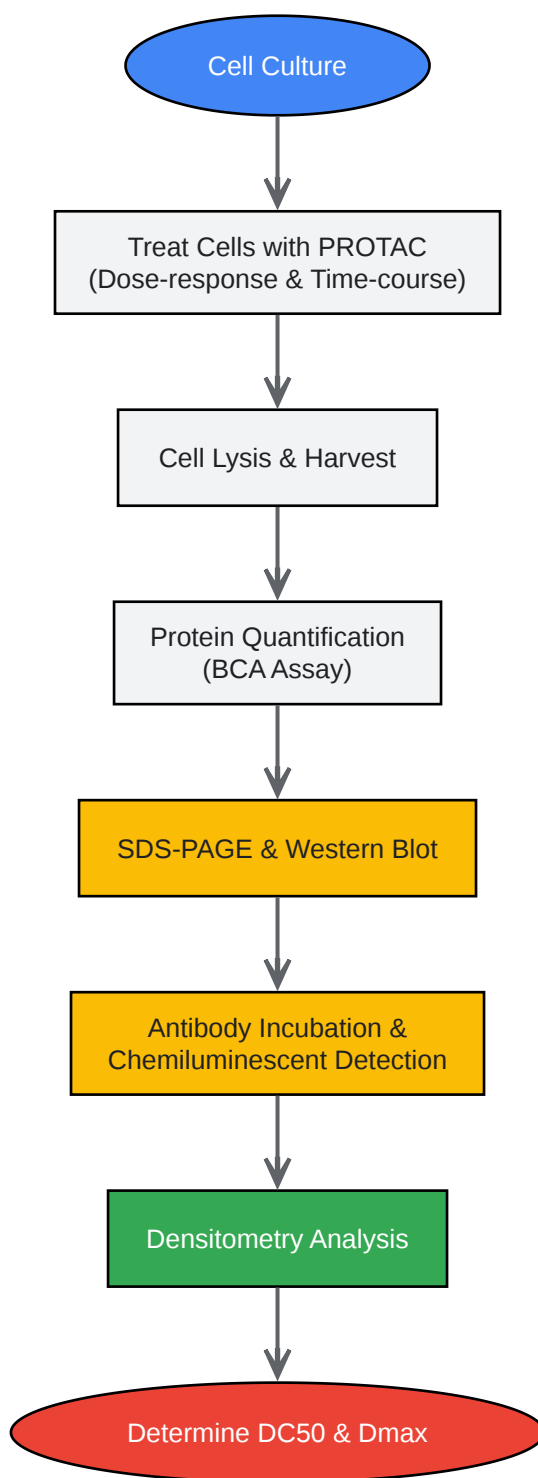 Cell Culture
Treat Cells with PROTAC
(Dose-response & Time-course)
Cell Lysis & Harvest
Protein Quantification
(BCA Assay)
SDS-PAGE & Western Blot
Antibody Incubation &
Chemiluminescent Detection
Densitometry Analysis
Determine DC50 & Dmax